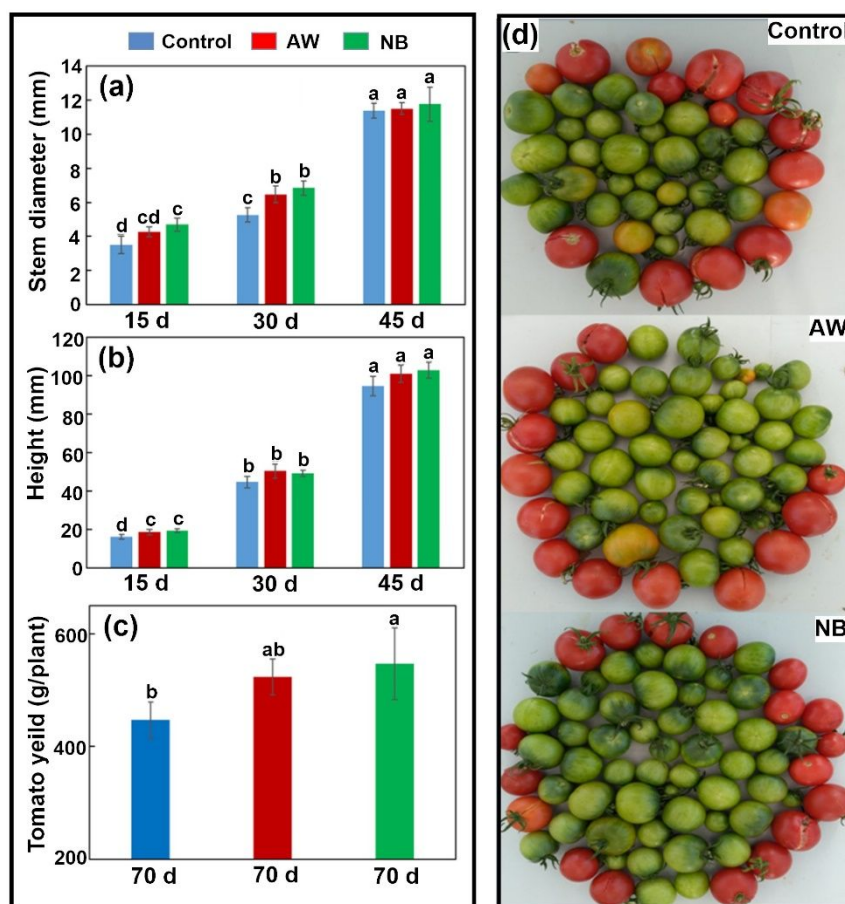 Control AW NB
(a)
Stem diameter (mm)
14
12
10
8
6
4
2
0
d cd c
c b b
a a a
15 d 30 d 45 d
(b)
Height (mm)
120
100
80
60
40
20
0
d c c
b b b
a a a
15 d 30 d 45 d
(c)
Tomato yeild (g/plant)
600
400
200
b ab a
70 d 70 d 70 d
(d)
Control
AW
NB